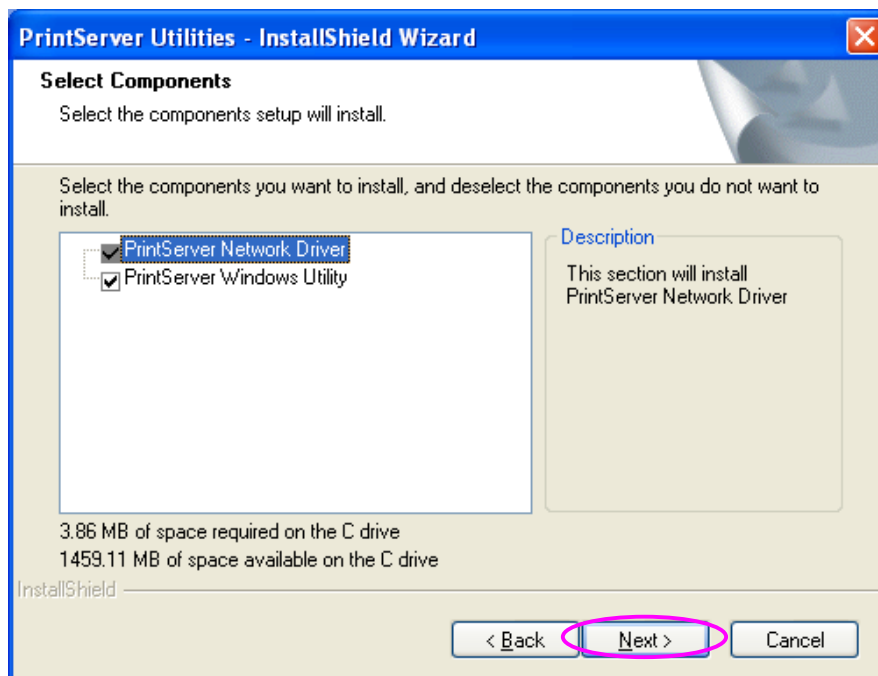 PrintServer Utilities - InstallShield Wizard
Select Components
Select the components setup will install.
Select the components you want to install, and deselect the components you do not want to
install.
PrintServer Network Driver
PrintServer Windows Utility
Description
This section will install
PrintServer Network Driver
3.86 MB of space required on the C drive
1459.11 MB of space available on the C drive
InstallShield
< Back
Next >
Cancel